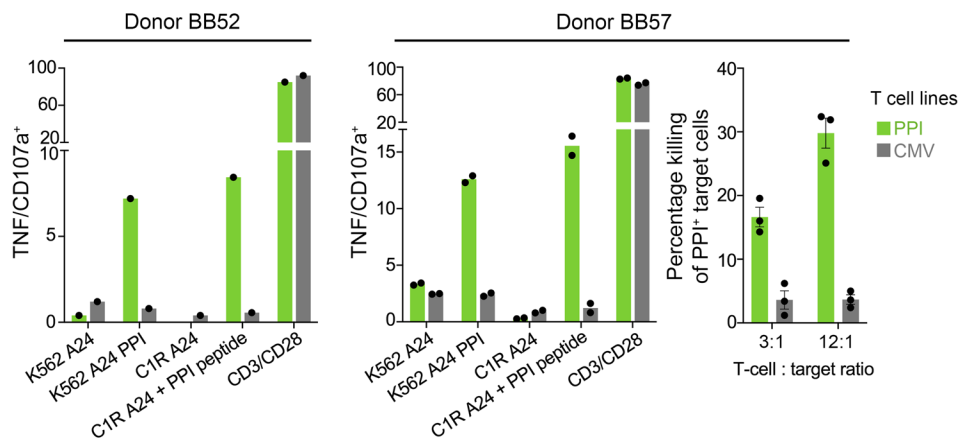 Donor BB52
Donor BB57
TNF/CD107a⁺
100
60
20
10
5
0
K562 A24
K562 A24 PPI
C1R A24
C1R A24 + PPI peptide
CD3/CD28
TNF/CD107a⁺
100
60
20
15
10
5
0
K562 A24
K562 A24 PPI
C1R A24
C1R A24 + PPI peptide
CD3/CD28
Percentage killing
of PPI⁺ target cells
40
30
20
10
0
3:1
12:1
T-cell : target ratio
T cell lines
PPI
CMV